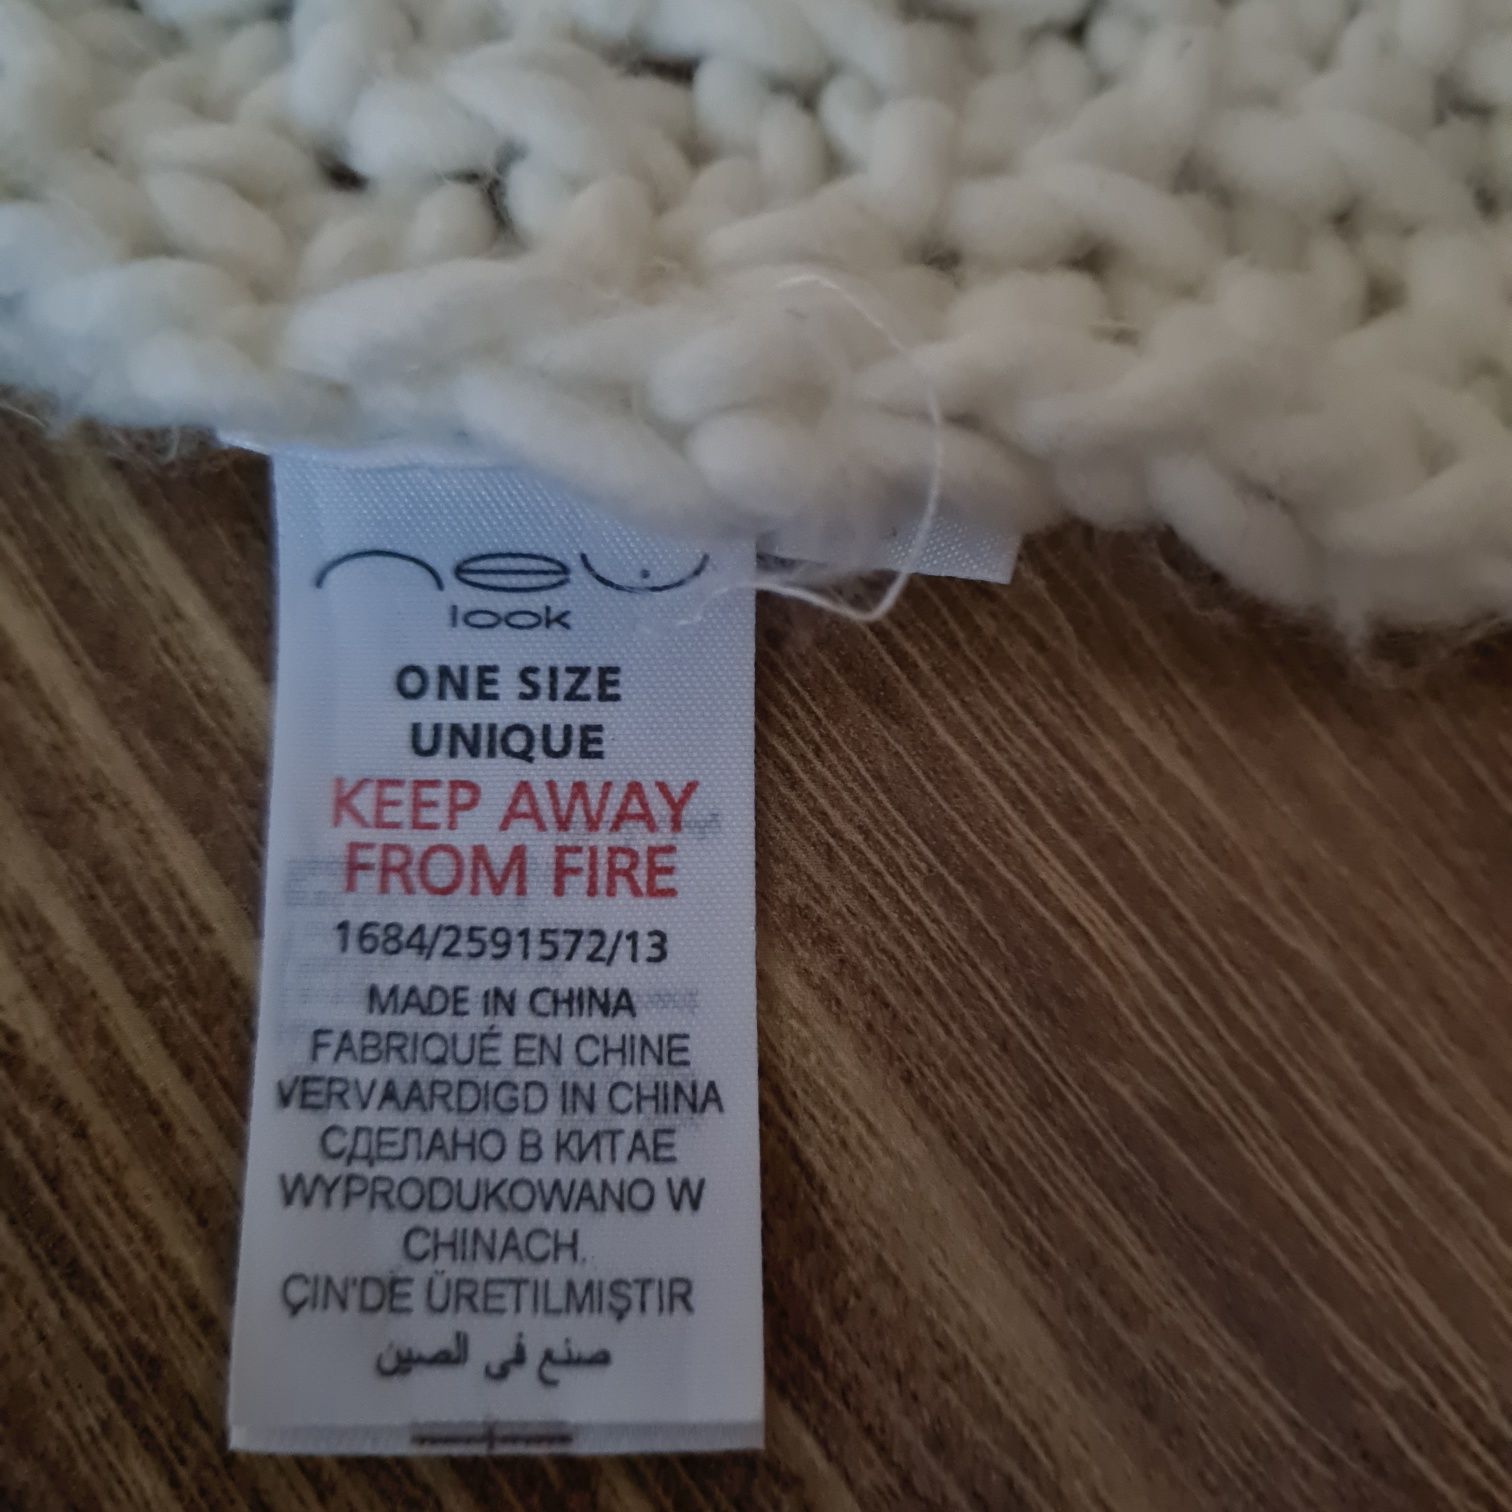 new
look
ONE SIZE
UNIQUE
KEEP AWAY
FROM FIRE
1684/2591572/13
MADE IN CHINA
FABRIQUÉ EN CHINE
VERVAARDIGD IN CHINA
СДЕЛАНО В КИТАЕ
WYPRODUKOWANO W
CHINACH.
ÇIN'DE ÜRETILMIŞTIR
صنع في الصين